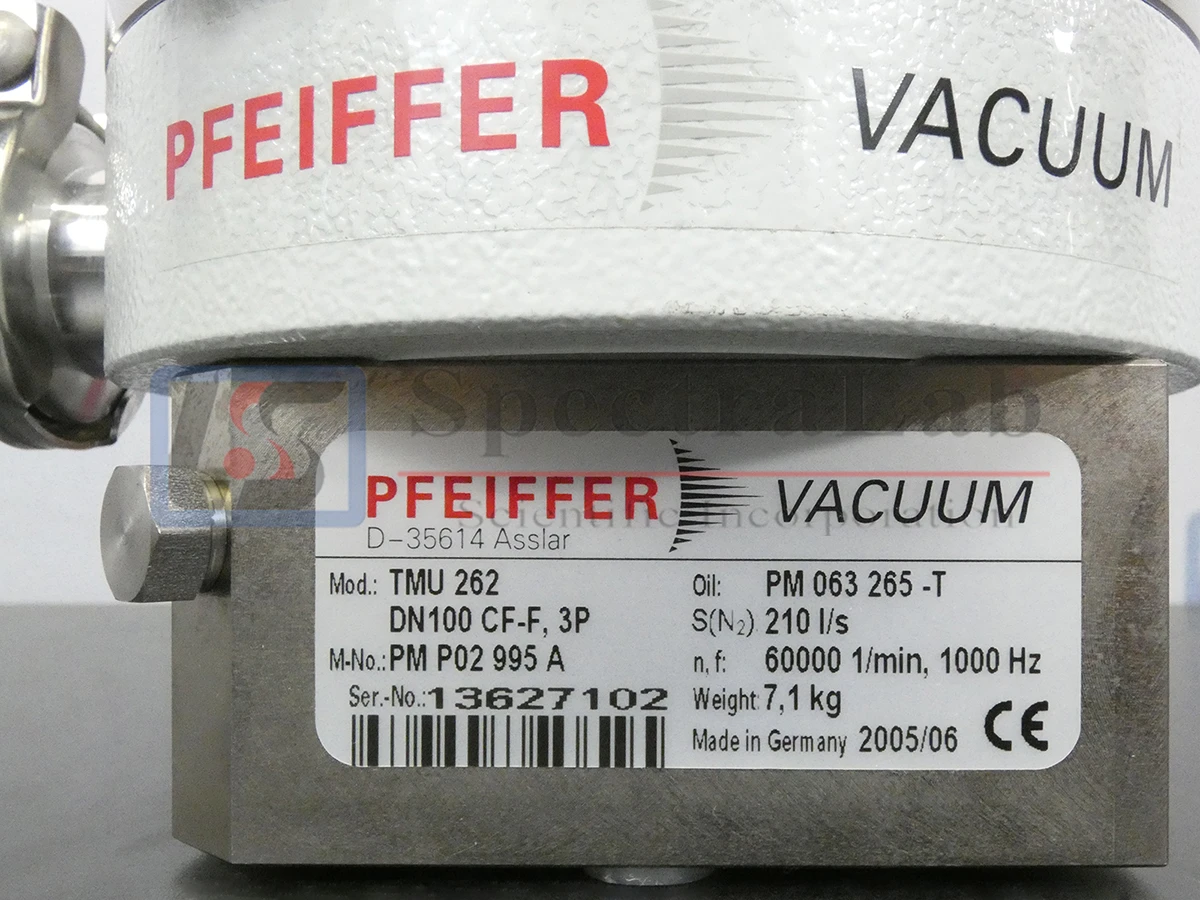 PFEIFFER VACUUM
SpectraLab
Scientific Incorporation
PFEIFFER VACUUM
D-35614 Asslar
Mod.: TMU 262
DN100 CF-F, 3P
M-No.: PM P02 995 A
Ser.-No.: 13627102
Oil: PM 063 265 -T
S(N₂) 210 l/s
n, f: 60000 1/min, 1000 Hz
Weight 7,1 kg
Made in Germany 2005/06 CE